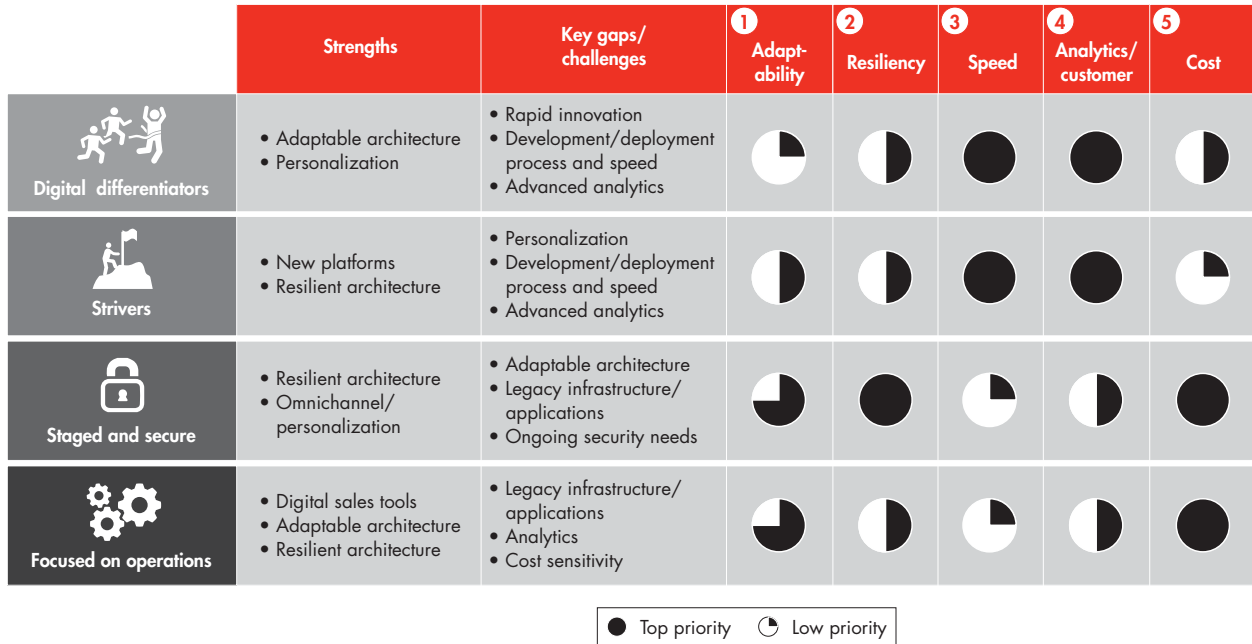 Strengths
Key gaps/
challenges
1
Adapt-
ability
2
Resiliency
3
Speed
4
Analytics/
customer
5
Cost
Digital differentiators
• Adaptable architecture
• Personalization
• Rapid innovation
• Development/deployment
process and speed
• Advanced analytics
Strivers
• New platforms
• Resilient architecture
• Personalization
• Development/deployment
process and speed
• Advanced analytics
Staged and secure
• Resilient architecture
• Omnichannel/
personalization
• Adaptable architecture
• Legacy infrastructure/
applications
• Ongoing security needs
Focused on operations
• Digital sales tools
• Adaptable architecture
• Resilient architecture
• Legacy infrastructure/
applications
• Analytics
• Cost sensitivity
Top priority
Low priority